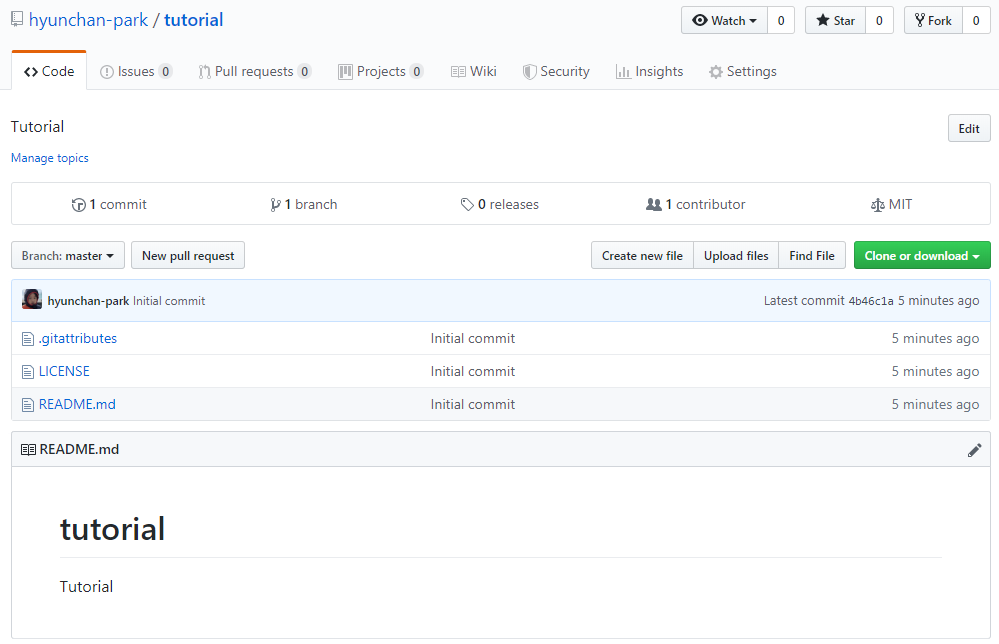 hyunchan-park / tutorial Watch 0 Star 0 Fork 0
Code Issues 0 Pull requests 0 Projects 0 Wiki Security Insights Settings
Tutorial Edit
Manage topics
1 commit 1 branch 0 releases 1 contributor MIT
Branch: master New pull request Create new file Upload files Find File Clone or download
hyunchan-park Initial commit Latest commit 4b46c1a 5 minutes ago
.gitattributes Initial commit 5 minutes ago
LICENSE Initial commit 5 minutes ago
README.md Initial commit 5 minutes ago
README.md
tutorial
Tutorial